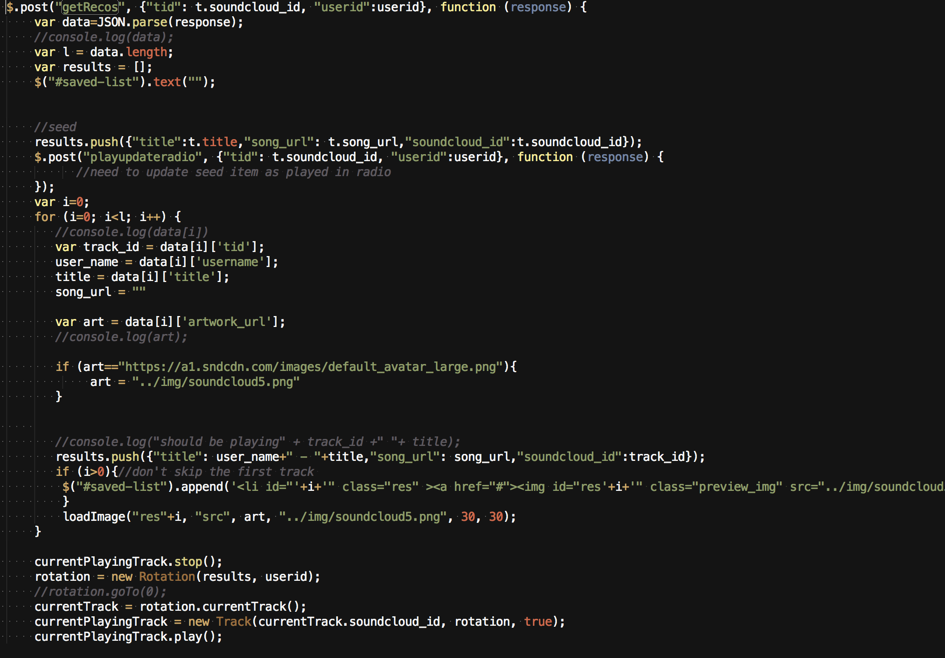 $.post("getRecos", {"tid": t.soundcloud_id, "userid":userid}, function (response) {
var data=JSON.parse(response);
//console.log(data);
var l = data.length;
var results = [];
$("#saved-list").text("");
//seed
results.push({"title":t.title,"song_url": t.song_url,"soundcloud_id":t.soundcloud_id});
$.post("playupdateradio", {"tid": t.soundcloud_id, "userid":userid}, function (response) {
//need to update seed item as played in radio
});
var i=0;
for (i=0; i<l; i++) {
//console.log(data[i])
var track_id = data[i]['tid'];
user_name = data[i]['username'];
title = data[i]['title'];
song_url = ""
var art = data[i]['artwork_url'];
//console.log(art);
if (art=="https://a1.sndcdn.com/images/default_avatar_large.png"){
art = "../img/soundcloud5.png"
}
//console.log("should be playing" + track_id +" "+ title);
results.push({"title": user_name+" - "+title,"song_url": song_url,"soundcloud_id":track_id});
if (i>0){//don't skip the first track
$("#saved-list").append('<li id="'+i+'" class="res" ><a href="#"><img id="res'+i+'" class="preview_img" src="../img/soundcloud
}
loadImage("res"+i, "src", art, "../img/soundcloud5.png", 30, 30);
}
currentPlayingTrack.stop();
rotation = new Rotation(results, userid);
//rotation.goTo(0);
currentTrack = rotation.currentTrack();
currentPlayingTrack = new Track(currentTrack.soundcloud_id, rotation, true);
currentPlayingTrack.play();